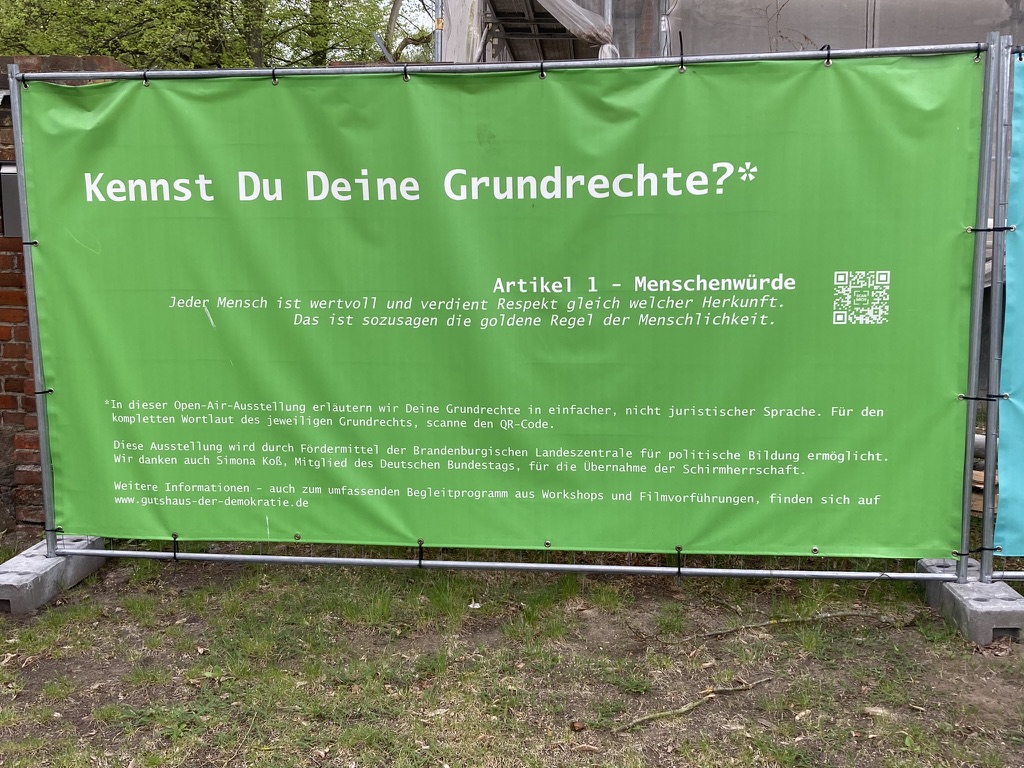 Kennst Du Deine Grundrechte?*
Artikel 1 - Menschenwürde
Jeder Mensch ist wertvoll und verdient Respekt gleich welcher Herkunft.
Das ist sozusagen die goldene Regel der Menschlichkeit.
*In dieser Open-Air-Ausstellung erläutern wir Deine Grundrechte in einfacher, nicht juristischer Sprache. Für den
kompletten Wortlaut des jeweiligen Grundrechts, scanne den QR-Code.
Diese Ausstellung wird durch Fördermittel der Brandenburgischen Landeszentrale für politische Bildung ermöglicht.
Wir danken auch Simona Koß, Mitglied des Deutschen Bundestags, für die Übernahme der Schirmherrschaft.
Weitere Informationen - auch zum umfassenden Begleitprogramm aus Workshops und Filmvorführungen, finden sich auf
www.gutshaus-der-demokratie.de